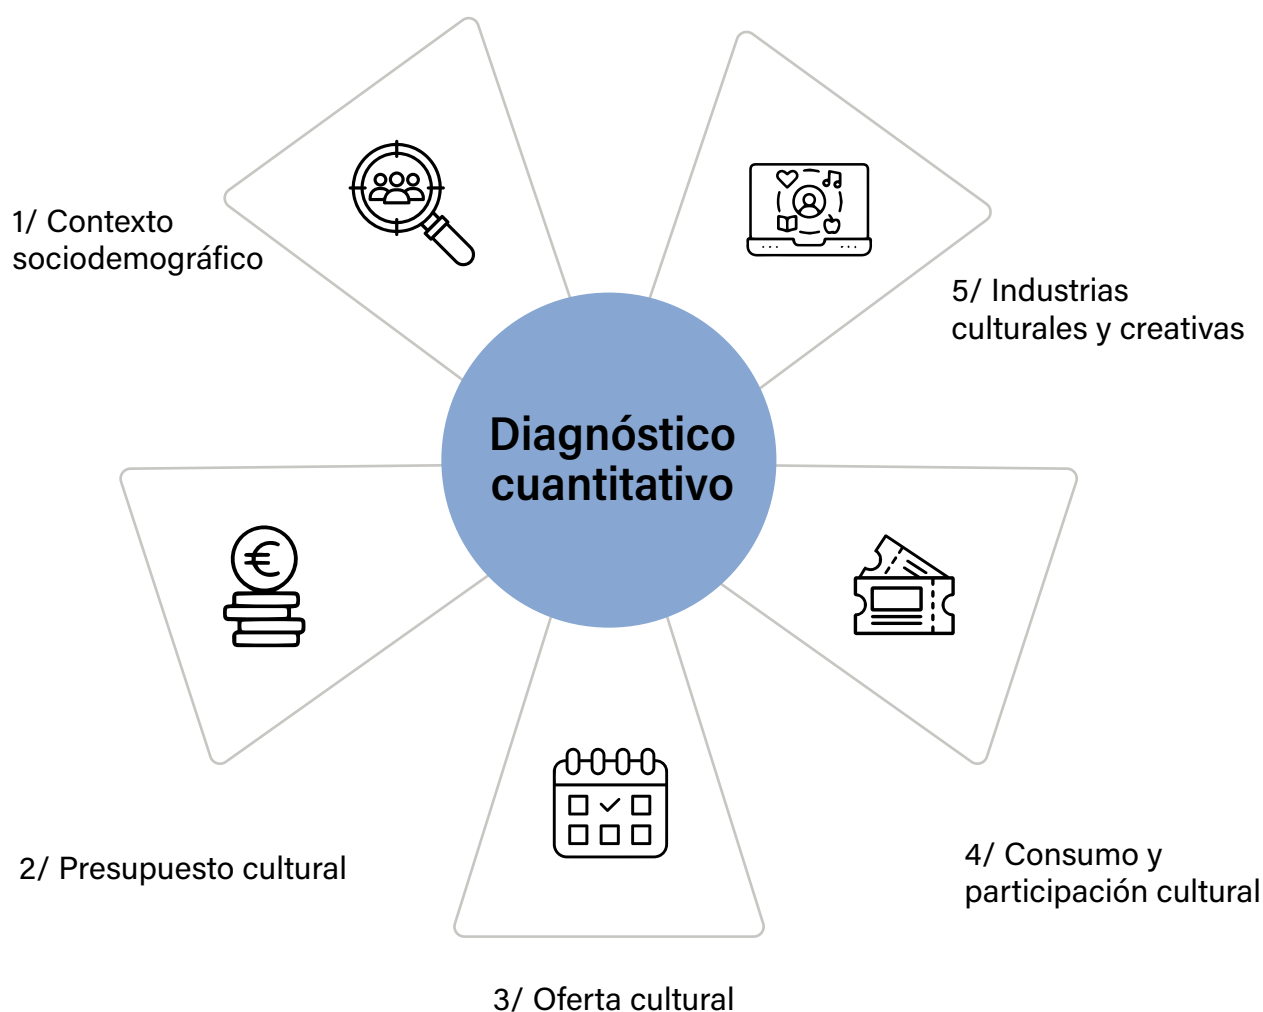 1/ Contexto
sociodemográfico
5/ Industrias
culturales y creativas
Diagnóstico
cuantitativo
2/ Presupuesto cultural
4/ Consumo y
participación cultural
3/ Oferta cultural